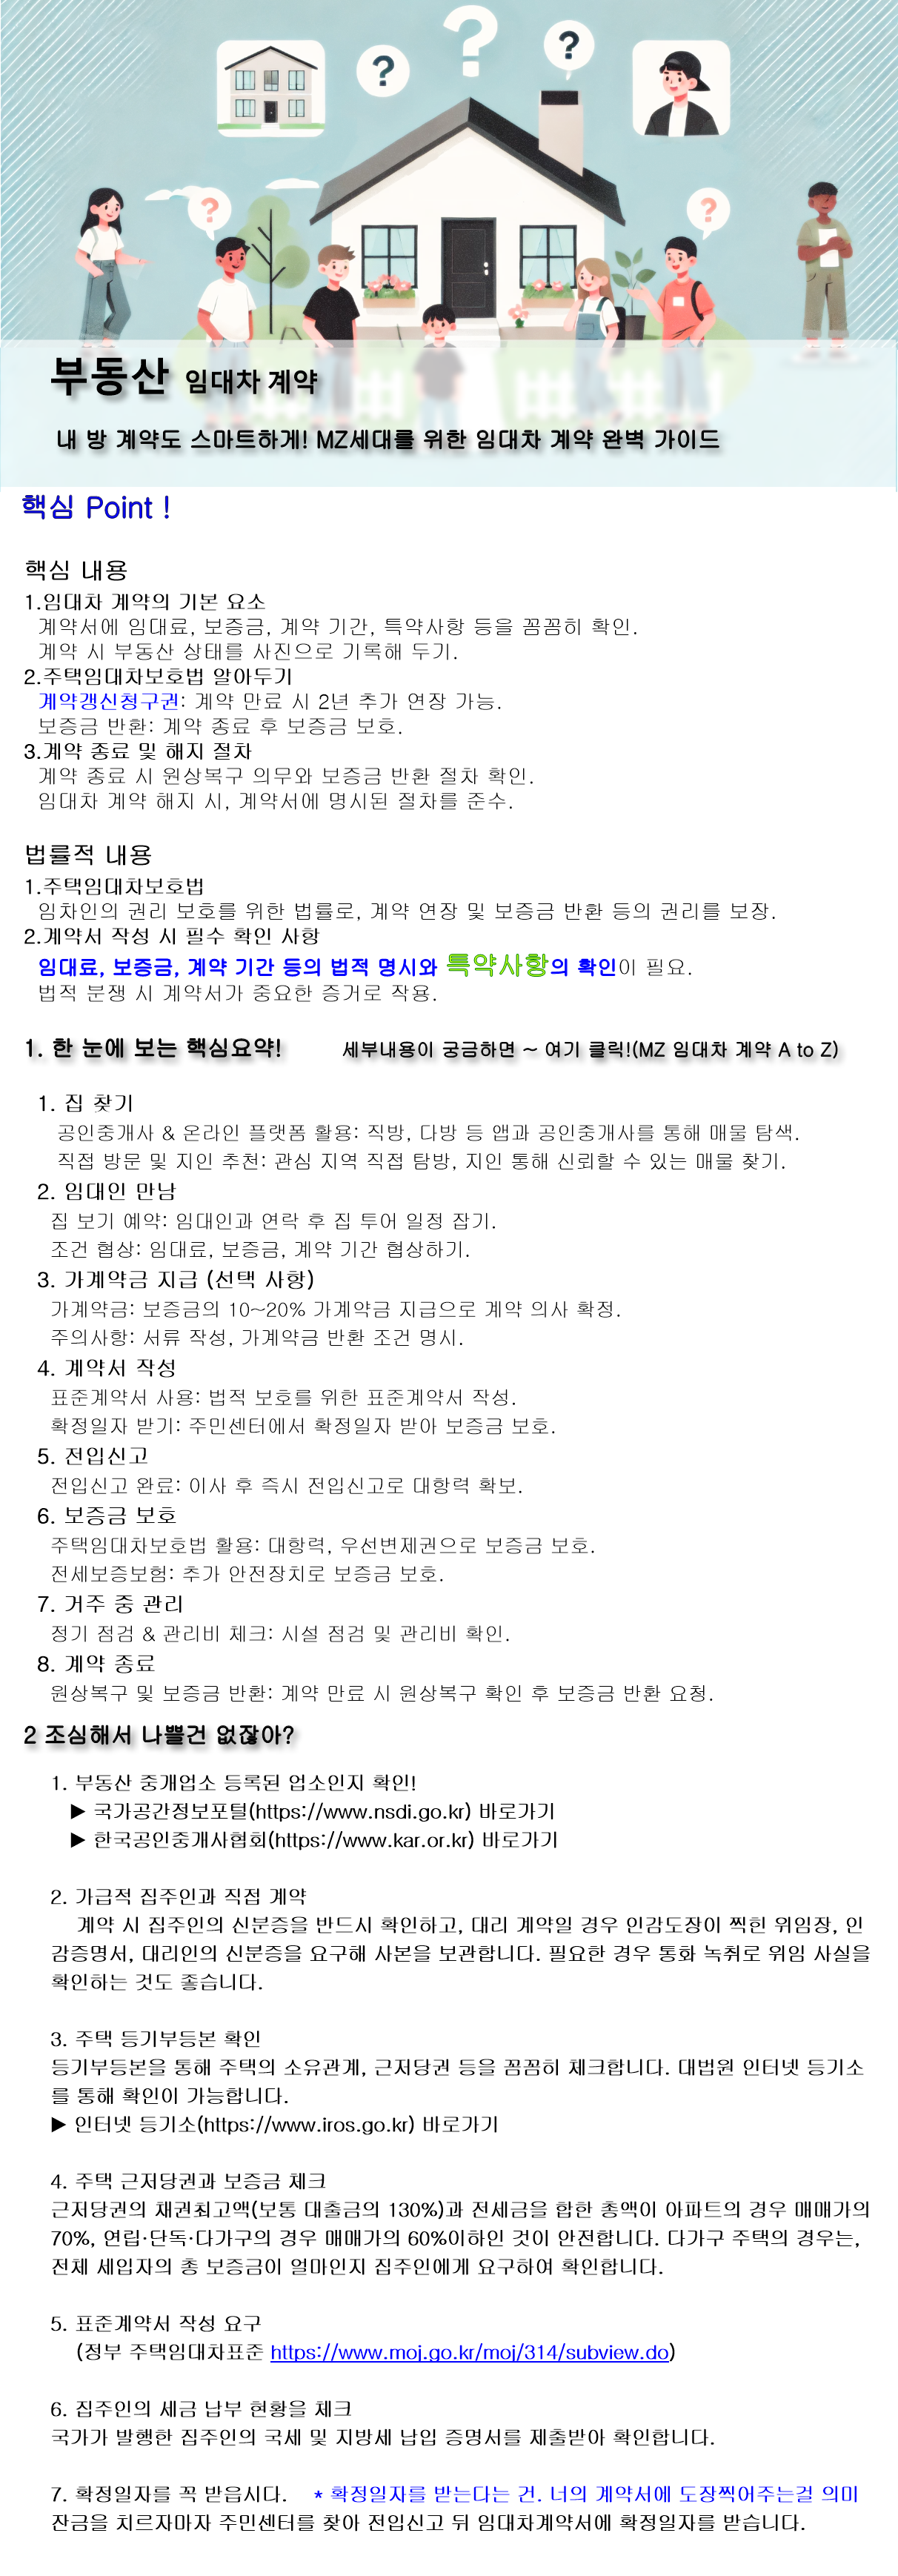 ?
?
?
?
?
부동산 임대차 계약
내 방 계약도 스마트하게! MZ세대를 위한 임대차 계약 완벽 가이드
핵심 Point !
핵심 내용
1.임대차 계약의 기본 요소
계약서에 임대료, 보증금, 계약 기간, 특약사항 등을 꼼꼼히 확인.
계약 시 부동산 상태를 사진으로 기록해 두기.
2.주택임대차보호법 알아두기
계약갱신청구권: 계약 만료 시 2년 추가 연장 가능.
보증금 반환: 계약 종료 후 보증금 보호.
3.계약 종료 및 해지 절차
계약 종료 시 원상복구 의무와 보증금 반환 절차 확인.
임대차 계약 해지 시, 계약서에 명시된 절차를 준수.
법률적 내용
1.주택임대차보호법
임차인의 권리 보호를 위한 법률로, 계약 연장 및 보증금 반환 등의 권리를 보장.
2.계약서 작성 시 필수 확인 사항
임대료, 보증금, 계약 기간 등의 법적 명시와 특약사항의 확인이 필요.
법적 분쟁 시 계약서가 중요한 증거로 작용.
1. 한 눈에 보는 핵심요약! 세부내용이 궁금하면 ~ 여기 클릭!(MZ 임대차 계약 A to Z)
1. 집 찾기
공인중개사 & 온라인 플랫폼 활용: 직방, 다방 등 앱과 공인중개사를 통해 매물 탐색.
직접 방문 및 지인 추천: 관심 지역 직접 탐방, 지인 통해 신뢰할 수 있는 매물 찾기.
2. 임대인 만남
집 보기 예약: 임대인과 연락 후 집 투어 일정 잡기.
조건 협상: 임대료, 보증금, 계약 기간 협상하기.
3. 가계약금 지급 (선택 사항)
가계약금: 보증금의 10~20% 가계약금 지급으로 계약 의사 확정.
주의사항: 서류 작성, 가계약금 반환 조건 명시.
4. 계약서 작성
표준계약서 사용: 법적 보호를 위한 표준계약서 작성.
확정일자 받기: 주민센터에서 확정일자 받아 보증금 보호.
5. 전입신고
전입신고 완료: 이사 후 즉시 전입신고로 대항력 확보.
6. 보증금 보호
주택임대차보호법 활용: 대항력, 우선변제권으로 보증금 보호.
전세보증보험: 추가 안전장치로 보증금 보호.
7. 거주 중 관리
정기 점검 & 관리비 체크: 시설 점검 및 관리비 확인.
8. 계약 종료
원상복구 및 보증금 반환: 계약 만료 시 원상복구 확인 후 보증금 반환 요청.
2 조심해서 나쁠건 없잖아?
1. 부동산 중개업소 등록된 업소인지 확인!
▶ 국가공간정보포털(https://www.nsdi.go.kr) 바로가기
▶ 한국공인중개사협회(https://www.kar.or.kr) 바로가기
2. 가급적 집주인과 직접 계약
계약 시 집주인의 신분증을 반드시 확인하고, 대리 계약일 경우 인감도장이 찍힌 위임장, 인
감증명서, 대리인의 신분증을 요구해 사본을 보관합니다. 필요한 경우 통화 녹취로 위임 사실을
확인하는 것도 좋습니다.
3. 주택 등기부등본 확인
등기부등본을 통해 주택의 소유관계, 근저당권 등을 꼼꼼히 체크합니다. 대법원 인터넷 등기소
를 통해 확인이 가능합니다.
▶ 인터넷 등기소(https://www.iros.go.kr) 바로가기
4. 주택 근저당권과 보증금 체크
근저당권의 채권최고액(보통 대출금의 130%)과 전세금을 합한 총액이 아파트의 경우 매매가의
70%, 연립·단독·다가구의 경우 매매가의 60%이하인 것이 안전합니다. 다가구 주택의 경우는,
전체 세입자의 총 보증금이 얼마인지 집주인에게 요구하여 확인합니다.
5. 표준계약서 작성 요구
(정부 주택임대차표준 https://www.moj.go.kr/moj/314/subview.do)
6. 집주인의 세금 납부 현황을 체크
국가가 발행한 집주인의 국세 및 지방세 납입 증명서를 제출받아 확인합니다.
7. 확정일자를 꼭 받읍시다. * 확정일자를 받는다는 건. 너의 계약서에 도장찍어주는걸 의미
잔금을 치르자마자 주민센터를 찾아 전입신고 뒤 임대차계약서에 확정일자를 받습니다.